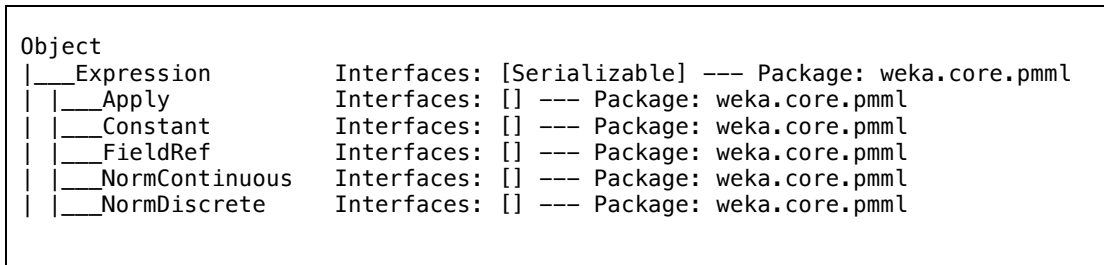 Object
|___Expression          Interfaces: [Serializable] --- Package: weka.core.pmml
| |___Apply             Interfaces: [] --- Package: weka.core.pmml
| |___Constant          Interfaces: [] --- Package: weka.core.pmml
| |___FieldRef          Interfaces: [] --- Package: weka.core.pmml
| |___NormContinuous    Interfaces: [] --- Package: weka.core.pmml
| |___NormDiscrete      Interfaces: [] --- Package: weka.core.pmml